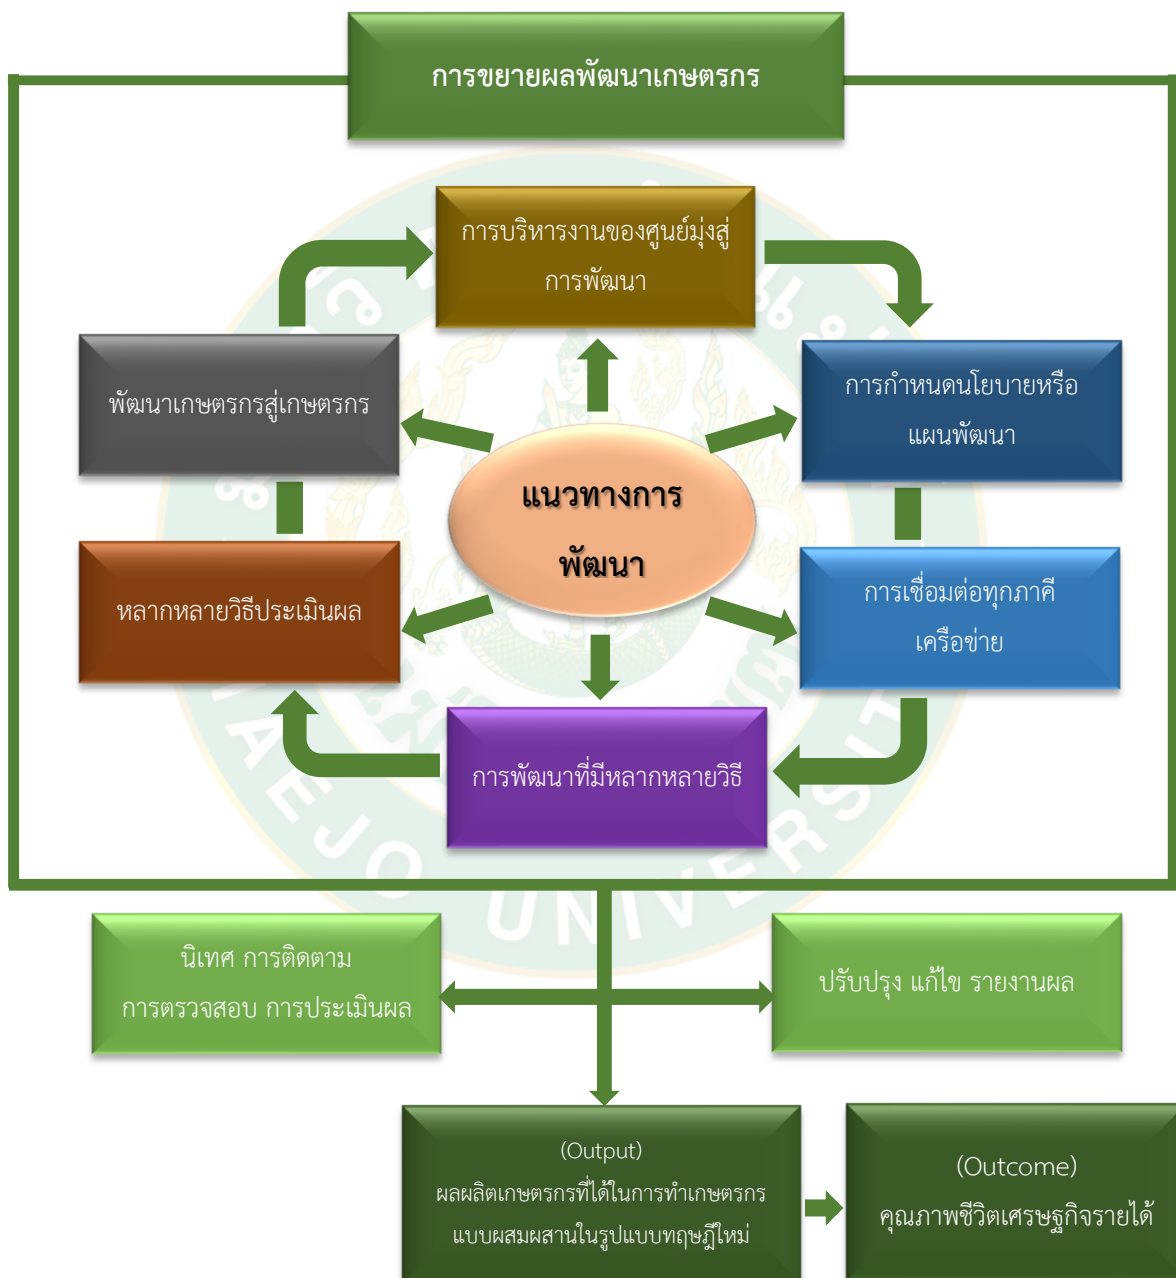 การขยายผลพัฒนาเกษตรกร
การบริหารงานของศูนย์มุ่งสู่
การพัฒนา
พัฒนาเกษตรกรสู่เกษตรกร
การกำหนดนโยบายหรือ
แผนพัฒนา
แนวทางการ
พัฒนา
หลากหลายวิธีประเมินผล
การเชื่อมต่อทุกภาคี
เครือข่าย
การพัฒนาที่มีหลากหลายวิธี
นิเทศ การติดตาม
การตรวจสอบ การประเมินผล
ปรับปรุง แก้ไข รายงานผล
(Output)
ผลผลิตเกษตรกรที่ได้ในการทำเกษตรกร
แบบผสมผสานในรูปแบบทฤษฎีใหม่
(Outcome)
คุณภาพชีวิตเศรษฐกิจรายได้
UNIVERSIT